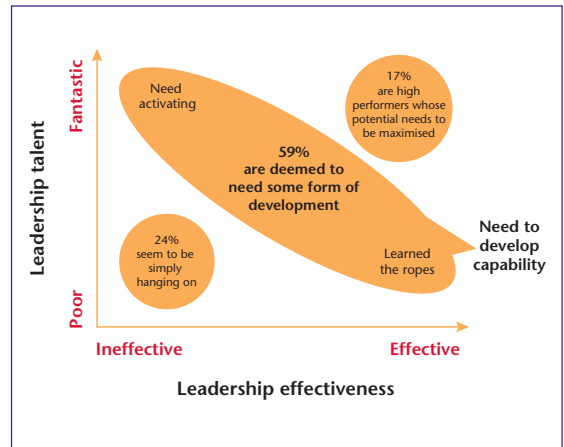 Leadership talent
Fantastic
Poor
Need
activating
17%
are high
performers whose
potential needs to
be maximised
59%
are deemed to
need some form of
development
24%
seem to be
simply
hanging on
Learned
the ropes
Need to
develop
capability
Ineffective
Effective
Leadership effectiveness